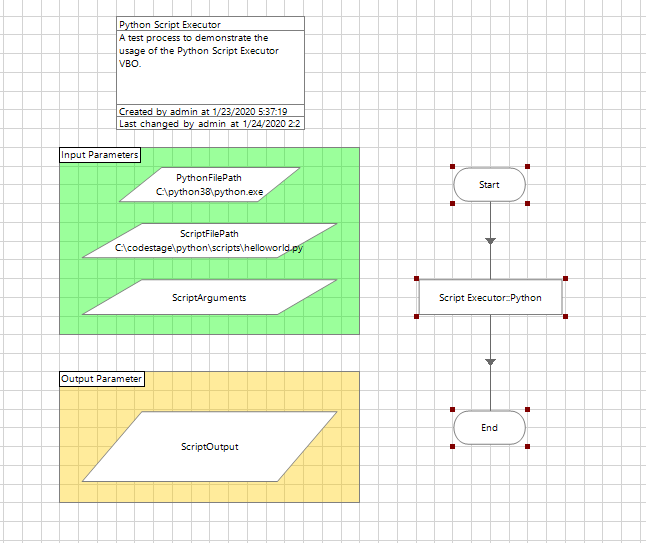 Python Script Executor
A test process to demonstrate the
usage of the Python Script Executor
VBO.
Created by admin at 1/23/2020 5:37:19
Last changed by admin at 1/24/2020 2:2
Input Parameters
PythonFilePath
C:\python38\python.exe
ScriptFilePath
C:\codestage\python\scripts\helloworld.py
ScriptArguments
Output Parameter
ScriptOutput
Start
Script Executor::Python
End